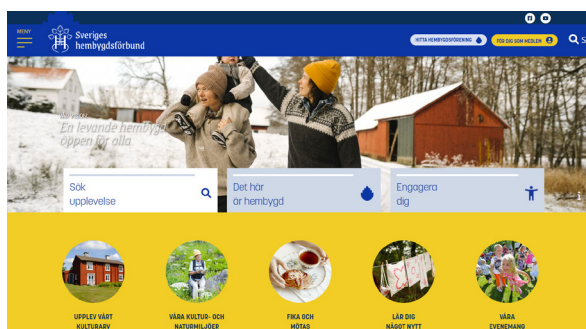 MENY
Sveriges
hembygdsförbund
HITTA HEMBYGDSFÖRENING
FÖR DIG SOM MEDLEM
S
En levande hembygd
öppen för alla
Sök
upplevelse
Det här
är hembygd
Engagera
dig
UPPLEV VÅRT
KULTURARV
VÅRA KULTUR- OCH
NATURMILJÖER
FIKA OCH
MÖTAS
LÄR DIG
NÅGOT NYTT
VÅRA
EVENEMANG